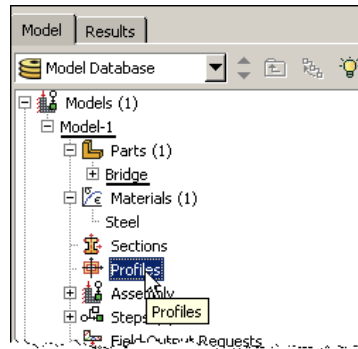 Model Results
Model Database
Models (1)
Model-1
Parts (1)
Bridge
Materials (1)
Steel
Sections
Profiles
Assembly
Profiles
Steps
Field Output Requests